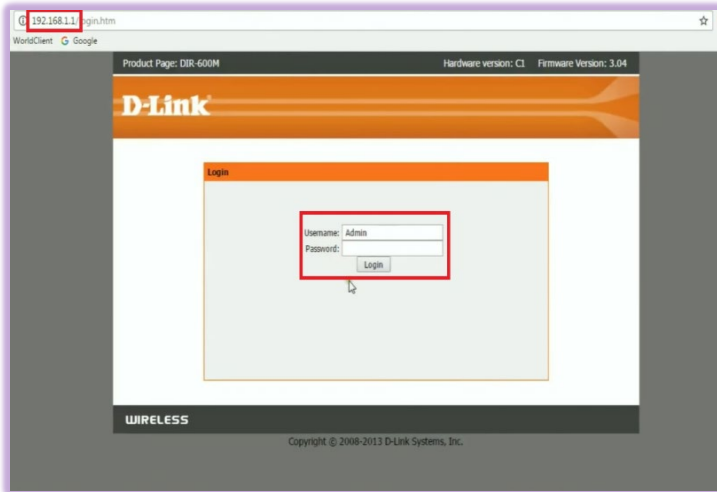 192.168.1.1/login.htm
WorldClient G Google
Product Page: DIR-600M Hardware version: C1 Firmware Version: 3.04
D-Link
Login
Username: Admin
Password:
Login
WIRELESS
Copyright © 2008-2013 D-Link Systems, Inc.